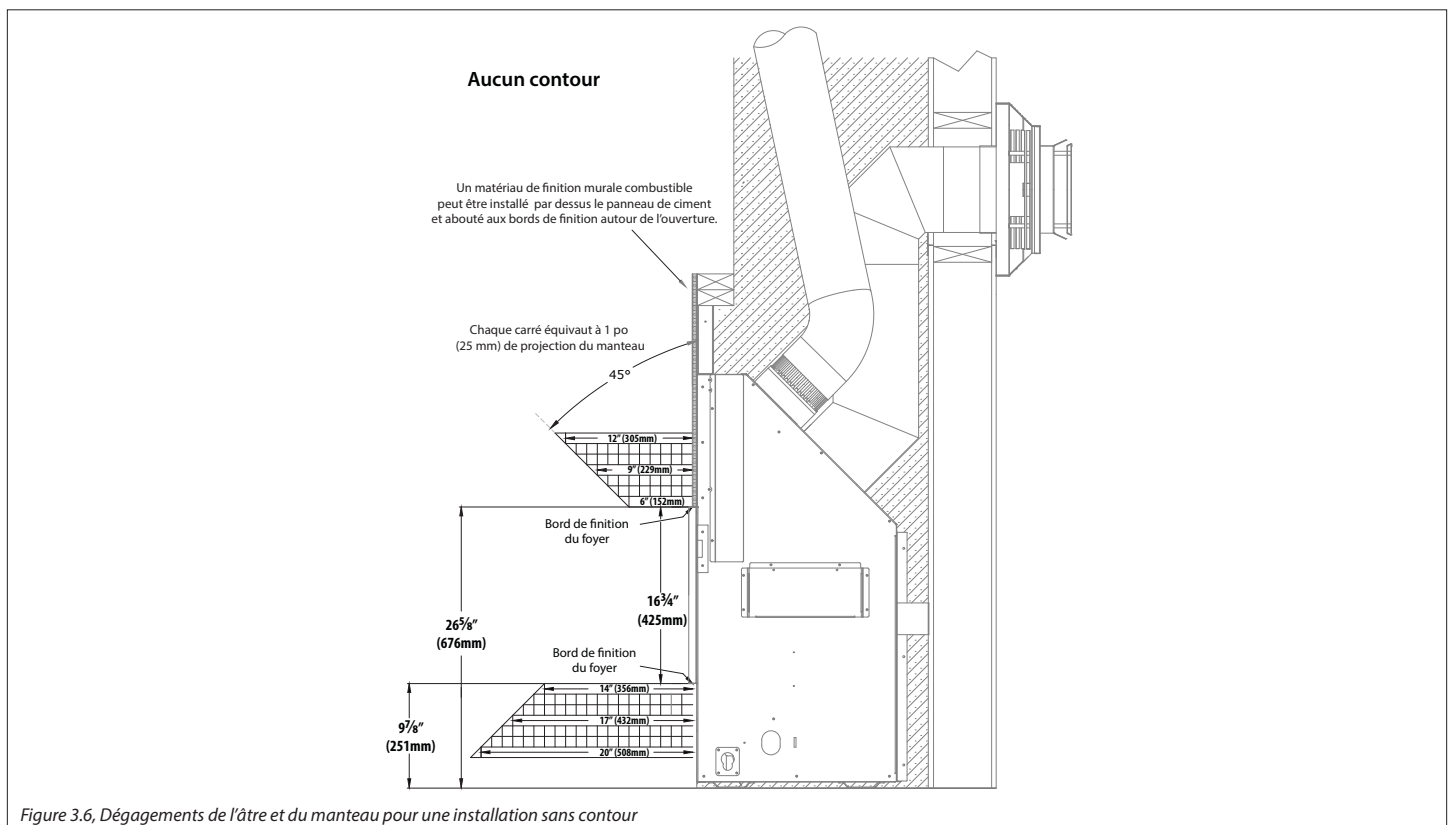 Aucun contour
Un matériau de finition murale combustible
peut être installé par dessus le panneau de ciment
et abouté aux bords de finition autour de l'ouverture.
Chaque carré équivaut à 1 po
(25 mm) de projection du manteau
45°
12" (305mm)
9" (229mm)
6" (152mm)
Bord de finition
du foyer
16¾"
(425mm)
26⅝"
(676mm)
Bord de finition
du foyer
14" (356mm)
17" (432mm)
20" (508mm)
9⅞"
(251mm)
Figure 3.6, Dégagements de l'âtre et du manteau pour une installation sans contour